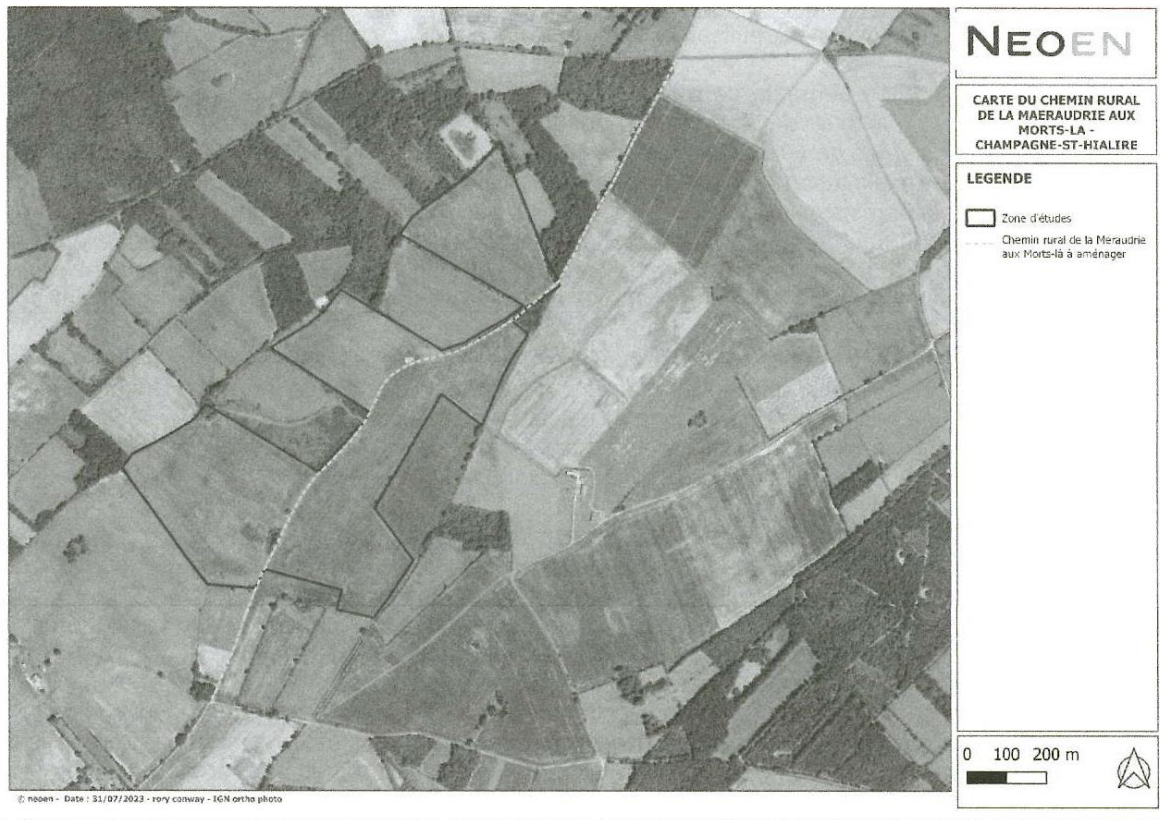 NEOEN
CARTE DU CHEMIN RURAL
DE LA MAERAUDRIE AUX
MORTS-LA -
CHAMPAGNE-ST-HIALIRE
LEGENDE
Zone d'études
Chemin rural de la Méraudrie
aux Morts-là à aménager
0 100 200 m
© neoen - Date : 31/07/2023 - rory conway - IGN ortho photo